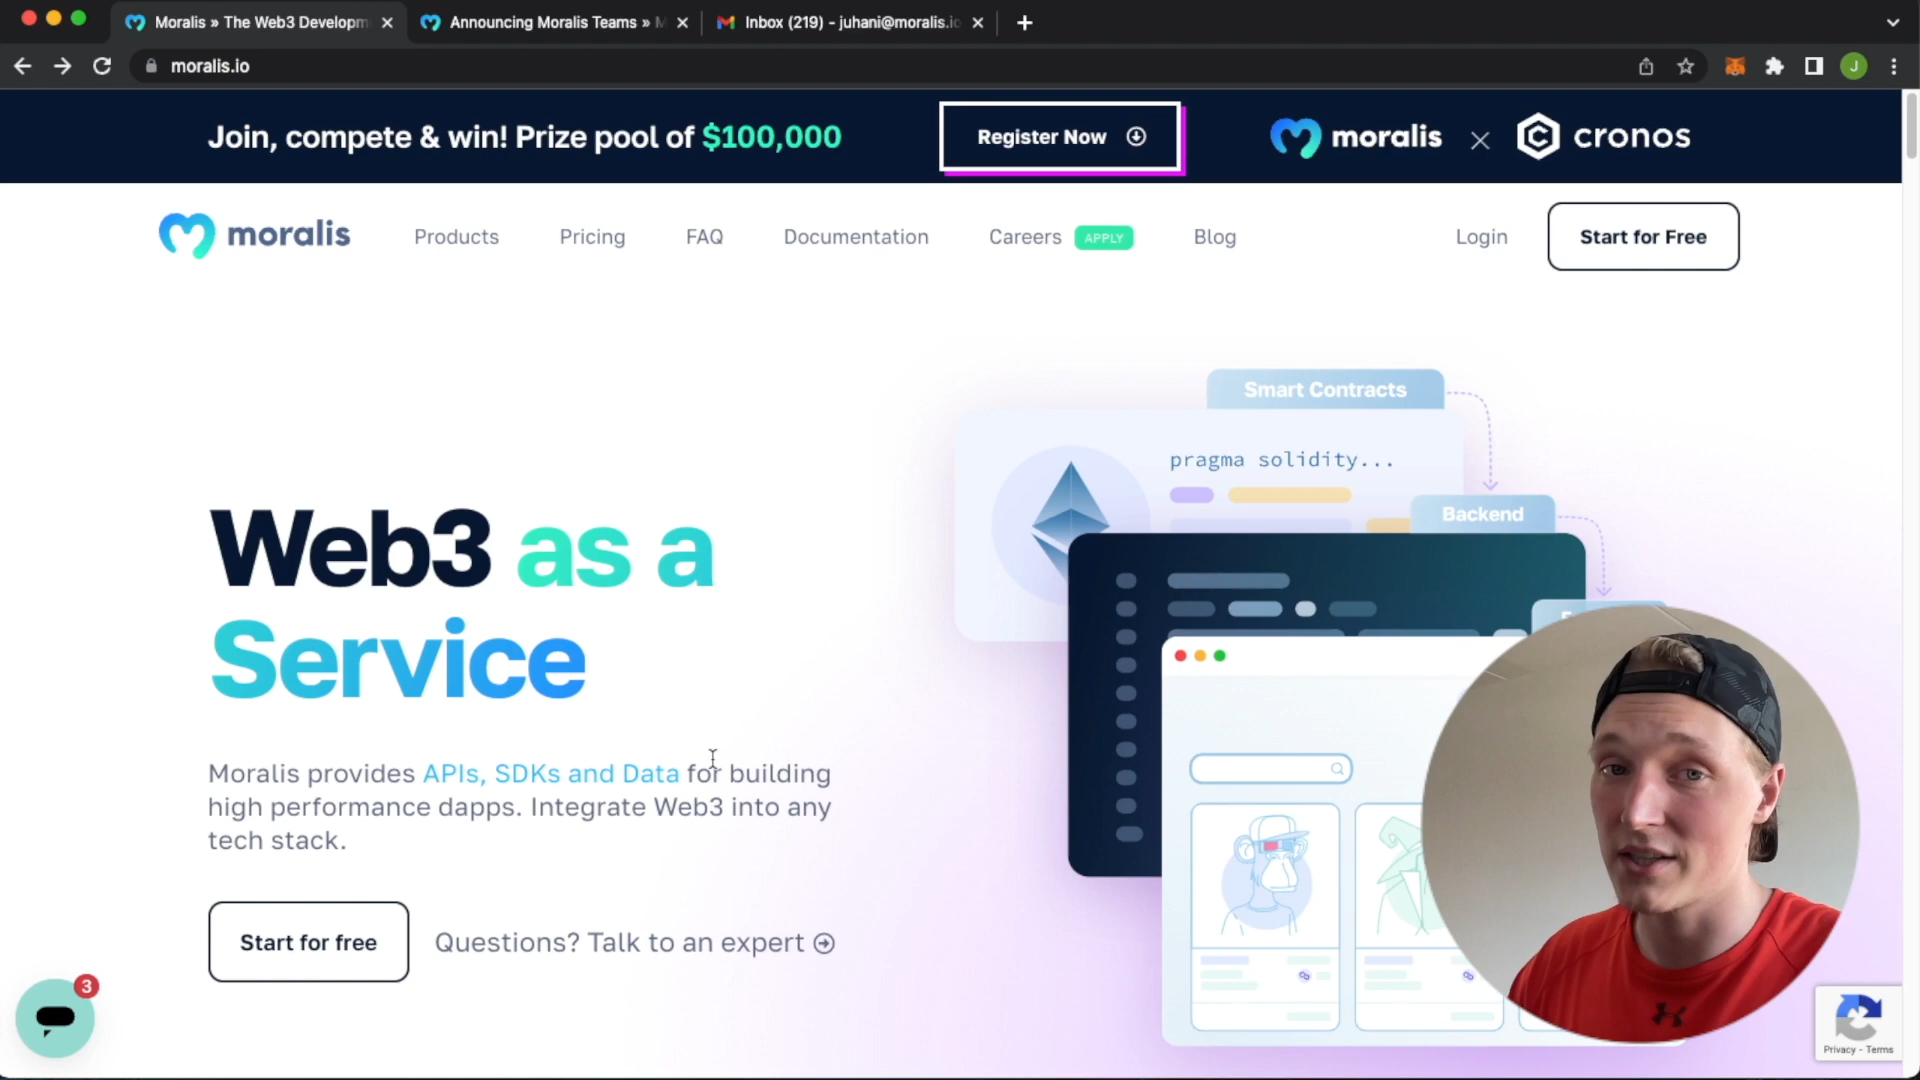 Moralis » The Web3 Developm
Announcing Moralis Teams » M
Inbox (219) - juhani@moralis.io
moralis.io
J
Join, compete & win! Prize pool of $100,000
Register Now
moralis × cronos
moralis
Products
Pricing
FAQ
Documentation
Careers
APPLY
Blog
Login
Start for Free
Smart Contracts
pragma solidity...
Backend
Web3 as a
Service
Moralis provides APIs, SDKs and Data for building
high performance dapps. Integrate Web3 into any
tech stack.
Start for free
Questions? Talk to an expert
3
Privacy - Terms